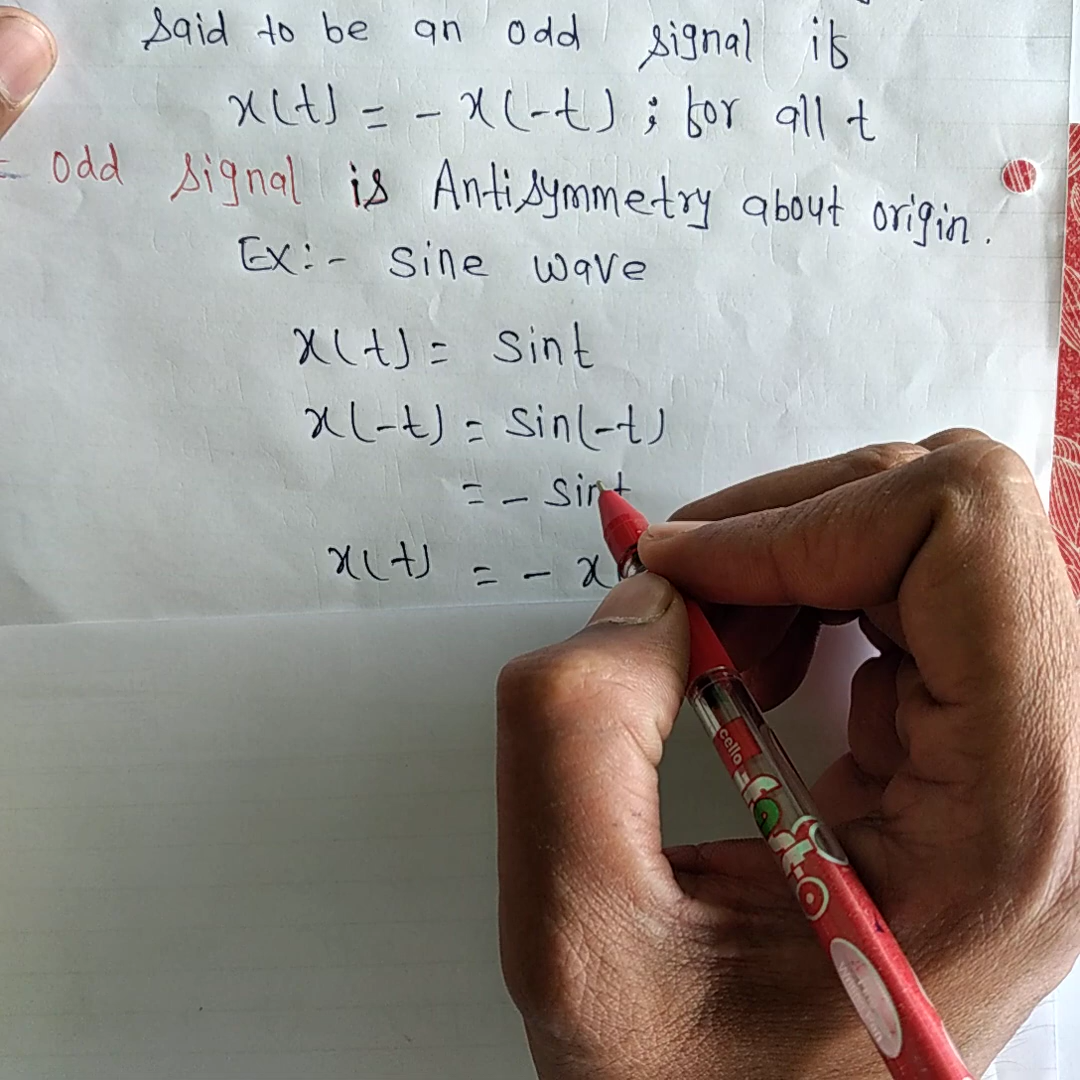 said to be an odd signal if
x(t) = - x(-t) ; for all t
= odd signal is Antisymmetry about origin.
Ex:- sine wave
x(t) = sint
x(-t) = sin(-t)
= - sint
x(t) = - x(
cello